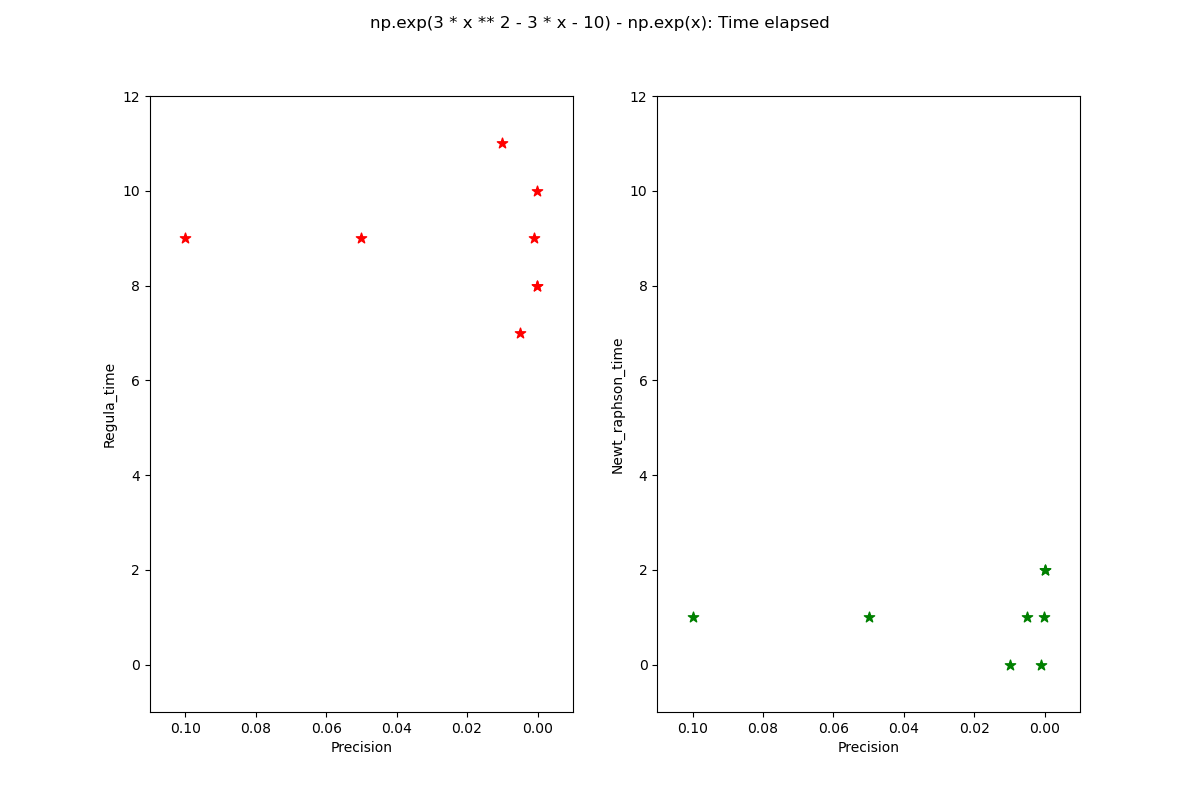 np.exp(3 * x ** 2 - 3 * x - 10) - np.exp(x): Time elapsed
12
10
8
6
4
2
0
Regula_time
0.10 0.08 0.06 0.04 0.02 0.00
Precision
12
10
8
6
4
2
0
Newt_raphson_time
0.10 0.08 0.06 0.04 0.02 0.00
Precision